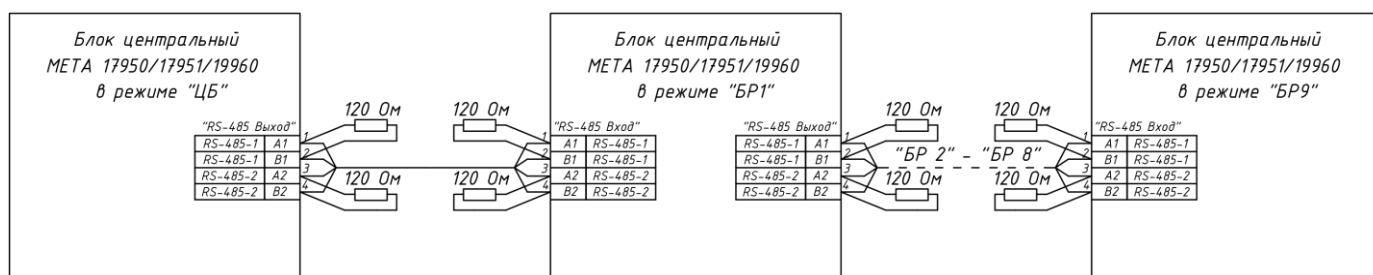 Блок центральный
МЕТА 17950/17951/19960
в режиме "ЦБ"
"RS-485 Выход"
RS-485-1 A1 1
RS-485-1 B1 2
RS-485-2 A2 3
RS-485-2 B2 4
120 Ом
120 Ом
120 Ом
120 Ом
Блок центральный
МЕТА 17950/17951/19960
в режиме "БР1"
"RS-485 Вход"
1 A1 RS-485-1
2 B1 RS-485-1
3 A2 RS-485-2
4 B2 RS-485-2
"RS-485 Выход"
RS-485-1 A1 1
RS-485-1 B1 2
RS-485-2 A2 3
RS-485-2 B2 4
120 Ом
120 Ом
"БР 2" - "БР 8"
120 Ом
120 Ом
Блок центральный
МЕТА 17950/17951/19960
в режиме "БР9"
"RS-485 Вход"
1 A1 RS-485-1
2 B1 RS-485-1
3 A2 RS-485-2
4 B2 RS-485-2